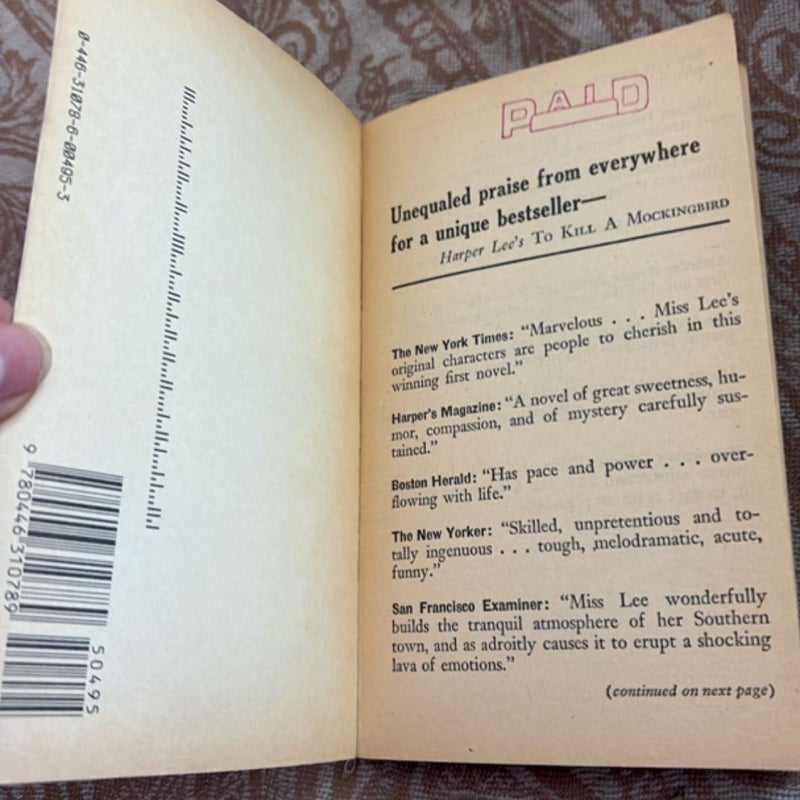 0-446-31078-6-00495-3
9 780446 310789
50495
PAID
Unequaled praise from everywhere
for a unique bestseller—
Harper Lee's TO KILL A MOCKINGBIRD
The New York Times: “Marvelous . . . Miss Lee's
original characters are people to cherish in this
winning first novel.”
Harper's Magazine: “A novel of great sweetness, hu-
mor, compassion, and of mystery carefully sus-
tained.”
Boston Herald: “Has pace and power . . . over-
flowing with life.”
The New Yorker: “Skilled, unpretentious and to-
tally ingenuous . . . tough, melodramatic, acute,
funny.”
San Francisco Examiner: “Miss Lee wonderfully
builds the tranquil atmosphere of her Southern
town, and as adroitly causes it to erupt a shocking
lava of emotions.”
(continued on next page)